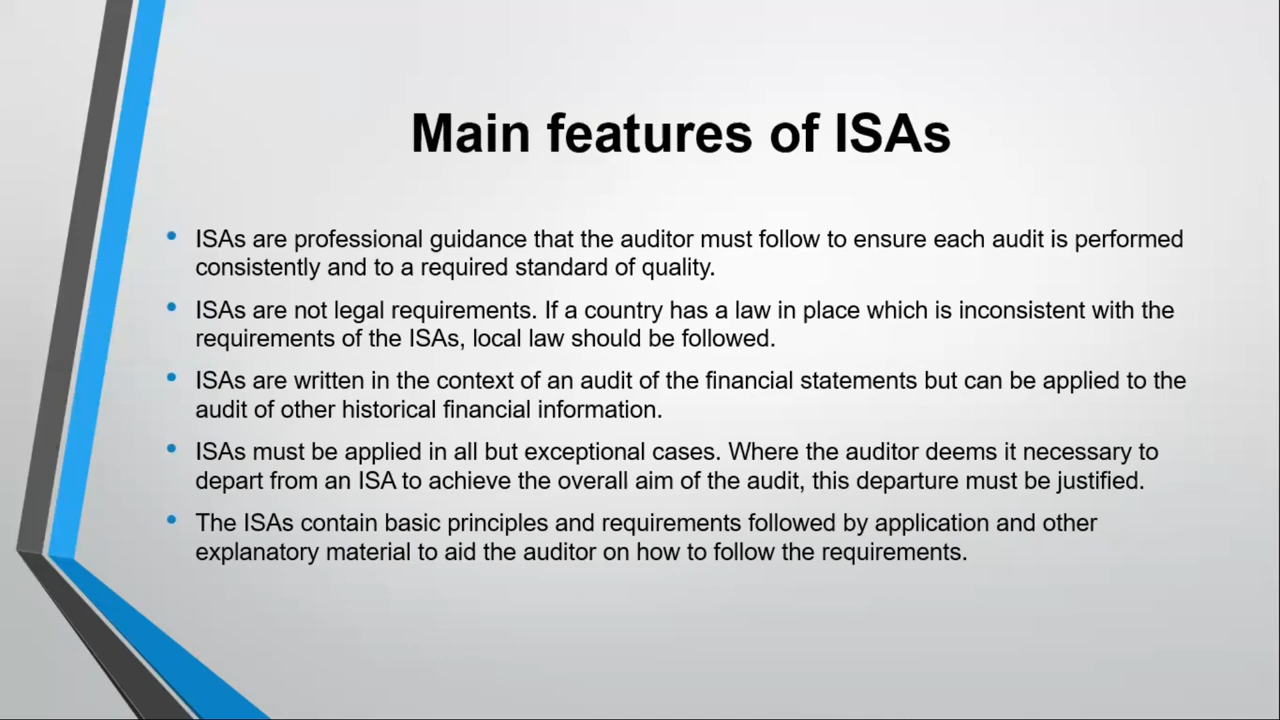 Main features of ISAs
• ISAs are professional guidance that the auditor must follow to ensure each audit is performed
consistently and to a required standard of quality.
• ISAs are not legal requirements. If a country has a law in place which is inconsistent with the
requirements of the ISAs, local law should be followed.
• ISAs are written in the context of an audit of the financial statements but can be applied to the
audit of other historical financial information.
• ISAs must be applied in all but exceptional cases. Where the auditor deems it necessary to
depart from an ISA to achieve the overall aim of the audit, this departure must be justified.
• The ISAs contain basic principles and requirements followed by application and other
explanatory material to aid the auditor on how to follow the requirements.